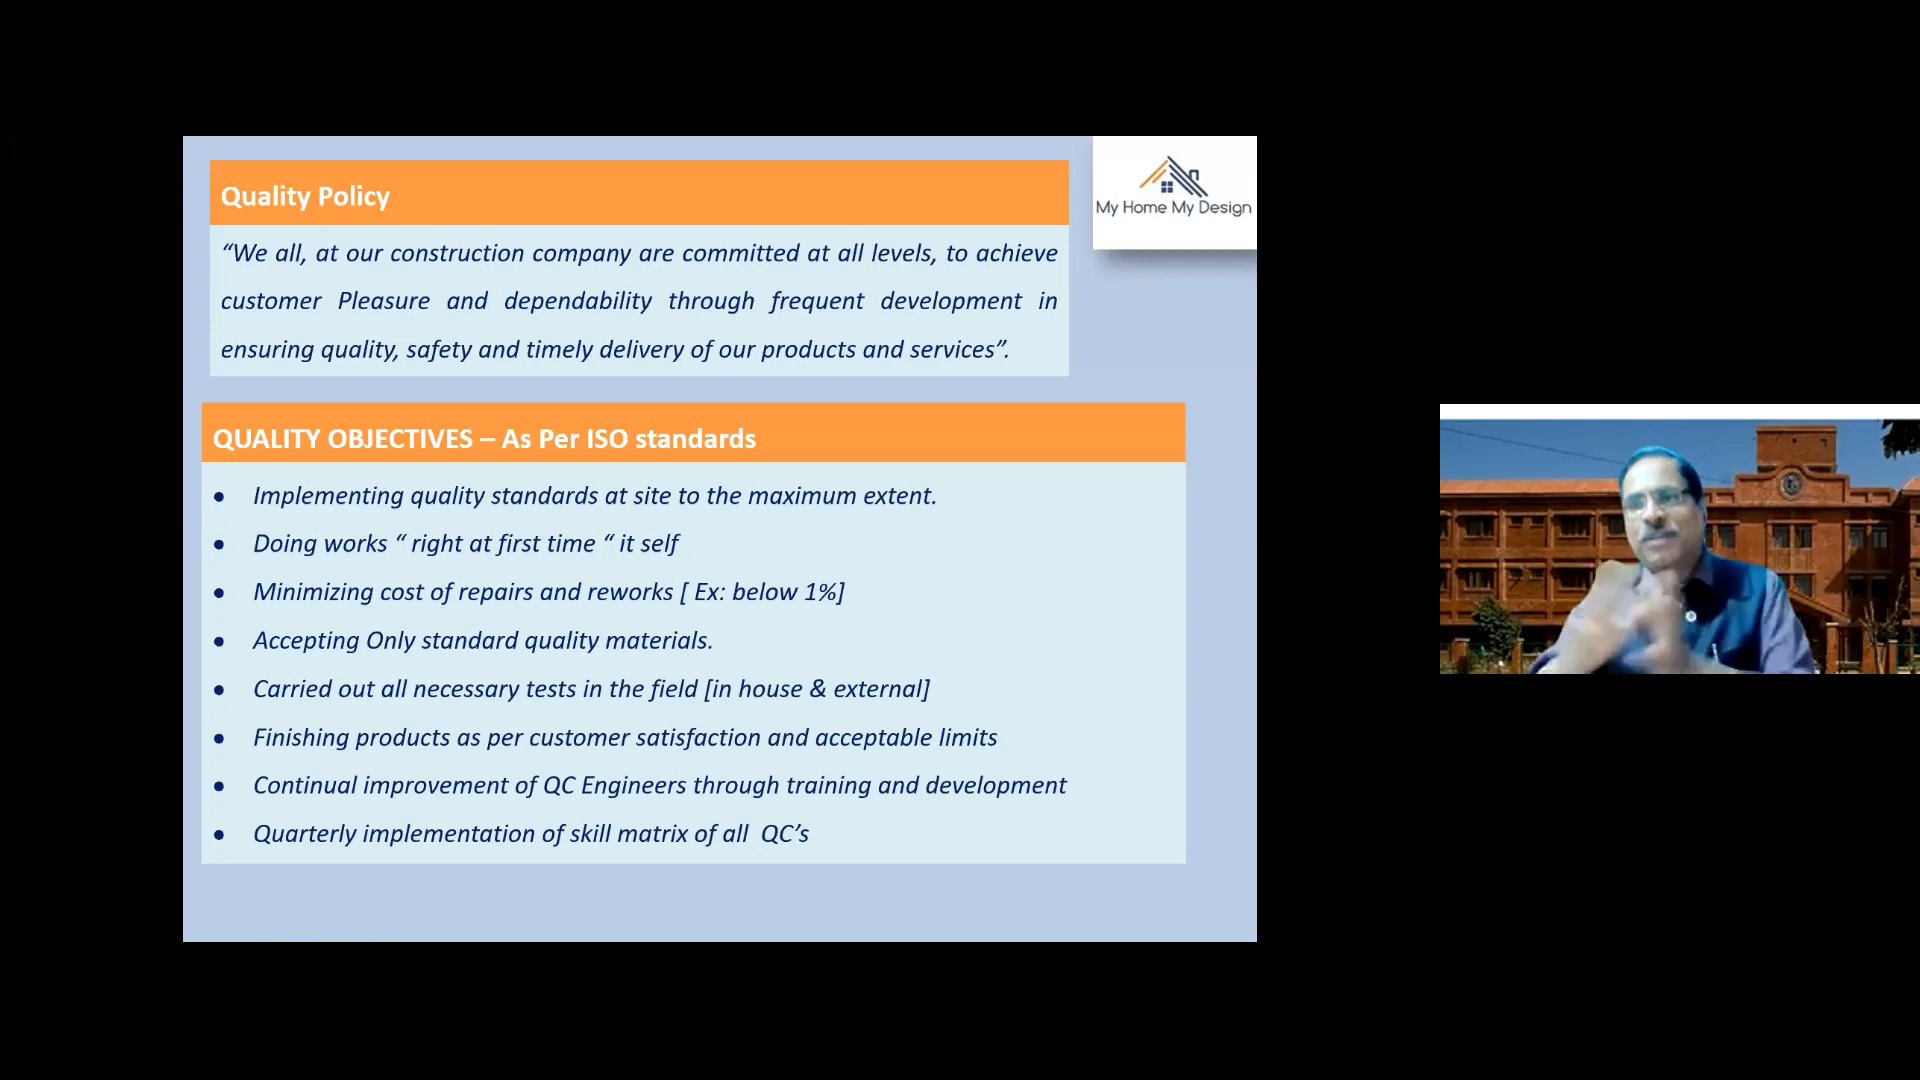 Quality Policy
My Home My Design
“We all, at our construction company are committed at all levels, to achieve
customer Pleasure and dependability through frequent development in
ensuring quality, safety and timely delivery of our products and services”.
QUALITY OBJECTIVES – As Per ISO standards
• Implementing quality standards at site to the maximum extent.
• Doing works “ right at first time “ it self
• Minimizing cost of repairs and reworks [ Ex: below 1%]
• Accepting Only standard quality materials.
• Carried out all necessary tests in the field [in house & external]
• Finishing products as per customer satisfaction and acceptable limits
• Continual improvement of QC Engineers through training and development
• Quarterly implementation of skill matrix of all  QC’s